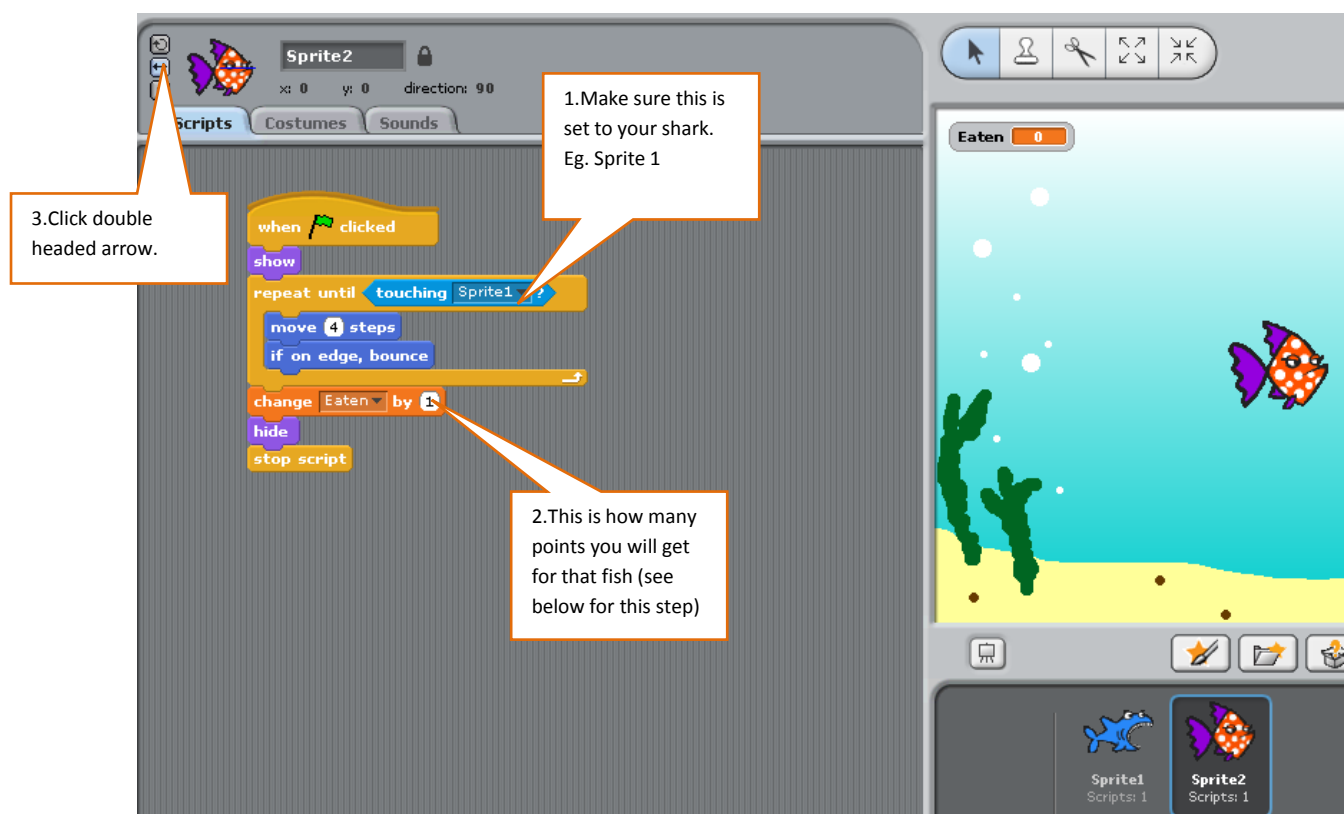 Sprite2
x: 0 y: 0 direction: 90
Scripts Costumes Sounds
1.Make sure this is
set to your shark.
Eg. Sprite 1
3.Click double
headed arrow.
when clicked
show
repeat until touching Sprite1 ?
move 4 steps
if on edge, bounce
change Eaten by 1
hide
stop script
2.This is how many
points you will get
for that fish (see
below for this step)
Eaten 0
Sprite1
Scripts: 1
Sprite2
Scripts: 1